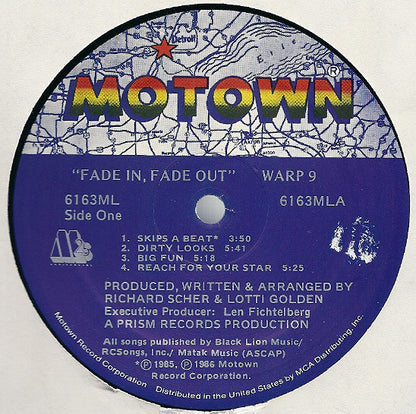 Detroit
MOTOWN®
"FADE IN, FADE OUT" WARP 9
6163ML 6163MLA
Side One
1. SKIPS A BEAT* 3:50
2. DIRTY LOOKS 5:41
3. BIG FUN 5:18
4. REACH FOR YOUR STAR 5:25
PRODUCED, WRITTEN & ARRANGED BY
RICHARD SCHER & LOTTI GOLDEN
Executive Producer: Len Fichtelberg
A PRISM RECORDS PRODUCTION
All songs published by Black Lion Music/
RCSongs, Inc./ Matak Music (ASCAP)
*℗ 1985, ℗ 1986 Motown
Record Corporation.
Motown Record Corporation
Distributed in the United States by MCA Distributing, Inc.